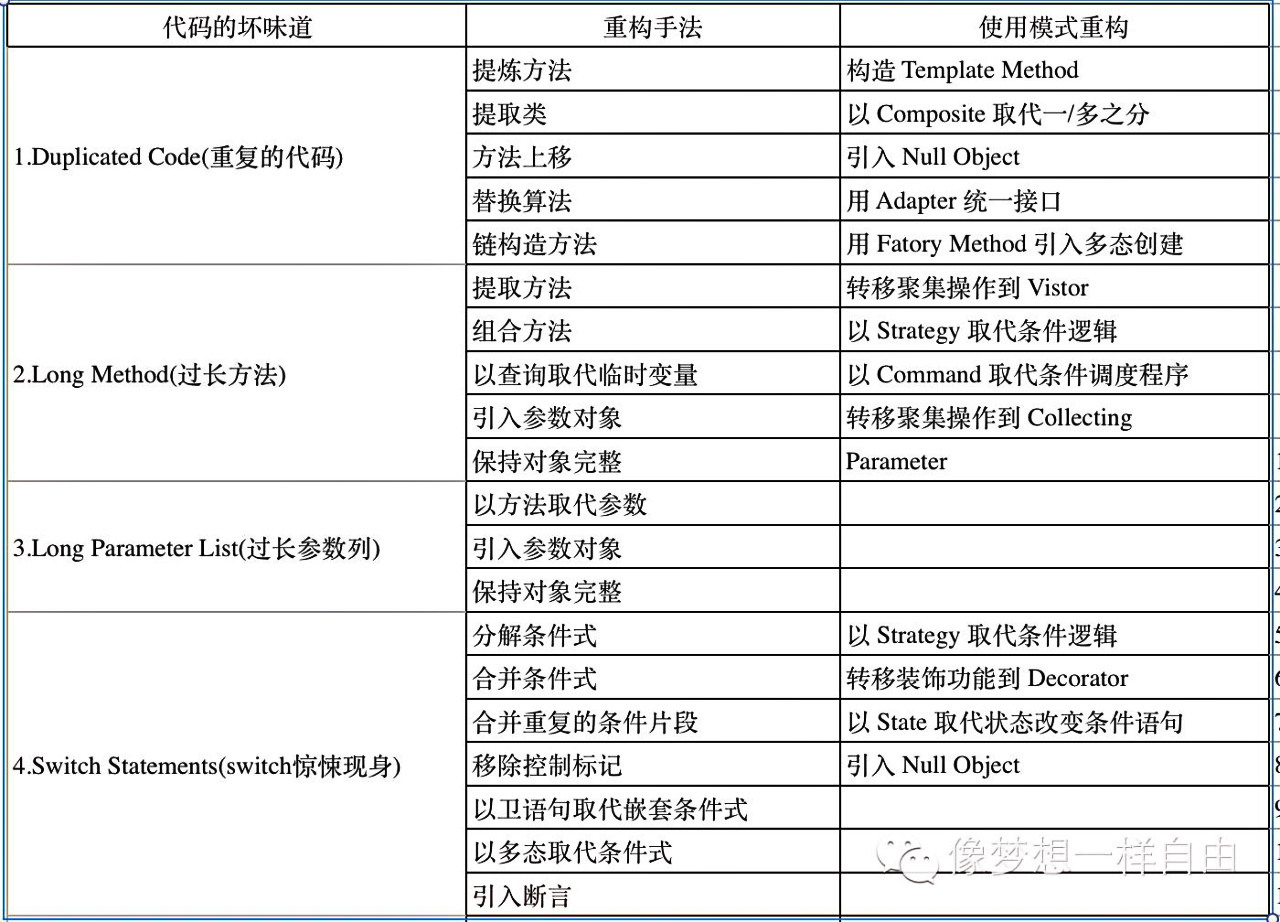 代码的坏味道 重构手法 使用模式重构
提炼方法 构造 Template Method
提取类 以 Composite 取代一/多之分
1.Duplicated Code(重复的代码) 方法上移 引入 Null Object
替换算法 用 Adapter 统一接口
链构造方法 用 Fatory Method 引入多态创建
提取方法 转移聚集操作到 Vistor
组合方法 以 Strategy 取代条件逻辑
2.Long Method(过长方法) 以查询取代临时变量 以 Command 取代条件调度程序
引入参数对象 转移聚集操作到 Collecting
保持对象完整 Parameter
以方法取代参数
3.Long Parameter List(过长参数列) 引入参数对象
保持对象完整
分解条件式 以 Strategy 取代条件逻辑
合并条件式 转移装饰功能到 Decorator
合并重复的条件片段 以 State 取代状态改变条件语句
4.Switch Statements(switch惊悚现身) 移除控制标记 引入 Null Object
以卫语句取代嵌套条件式
以多态取代条件式
像梦想一样自由
引入断言